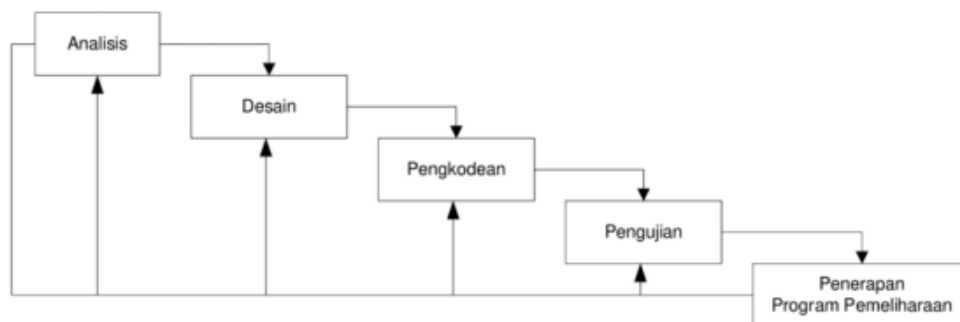 Analisis
Desain
Pengkodean
Pengujian
Penerapan
Program Pemeliharaan